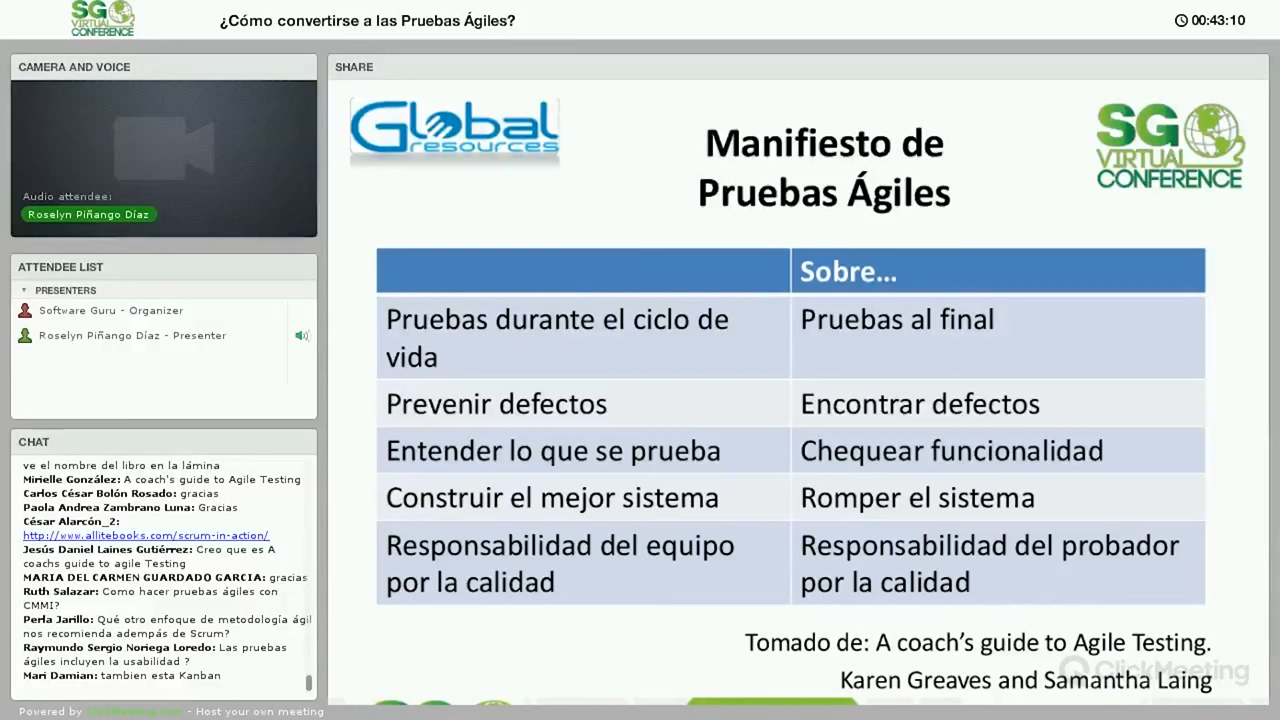 SG
VIRTUAL
CONFERENCE
¿Cómo convertirse a las Pruebas Ágiles?
00:43:10
CAMERA AND VOICE
Audio attendee:
Roselyn Piñango Díaz
ATTENDEE LIST
PRESENTERS
Software Guru - Organizer
Roselyn Piñango Díaz - Presenter
CHAT
ve el nombre del libro en la lámina
Mirielle González: A coach's guide to Agile Testing
Carlos César Bolón Rosado: gracias
Paola Andrea Zambrano Luna: Gracias
César Alarcón_2:
http://www.allitebooks.com/scrum-in-action/
Jesús Daniel Laines Gutiérrez: Creo que es A
coachs guide to agile Testing
MARIA DEL CARMEN GUARDADO GARCIA: gracias
Ruth Salazar: Como hacer pruebas ágiles con
CMMI?
Perla Jarillo: Qué otro enfoque de metodología ágil
nos recomienda adempás de Scrum?
Raymundo Sergio Noriega Loredo: Las pruebas
ágiles incluyen la usabilidad ?
Mari Damian: tambien esta Kanban
Powered by ClickMeeting.com - Host your own meeting
SHARE
Global
resources
Manifiesto de
Pruebas Ágiles
SG
VIRTUAL
CONFERENCE
Sobre...
Pruebas durante el ciclo de
vida
Pruebas al final
Prevenir defectos
Encontrar defectos
Entender lo que se prueba
Chequear funcionalidad
Construir el mejor sistema
Romper el sistema
Responsabilidad del equipo
por la calidad
Responsabilidad del probador
por la calidad
Tomado de: A coach's guide to Agile Testing.
Karen Greaves and Samantha Laing
ClickMeeting